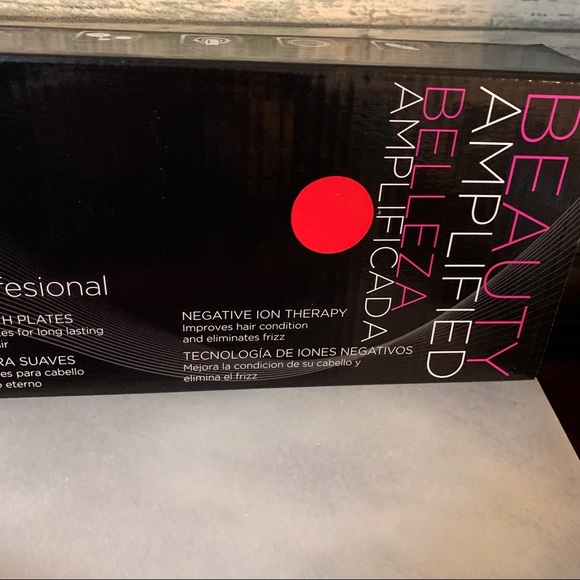 fesional
H PLATES
es for long lasting
air
RA SUAVES
es para cabello
o eterno
NEGATIVE ION THERAPY
Improves hair condition
and eliminates frizz
TECNOLOGÍA DE IONES NEGATIVOS
Mejora la condicion de su cabello y
elimina el frizz
BEAUTY
AMPLIFIED
BELLEZA
AMPLIFICADA